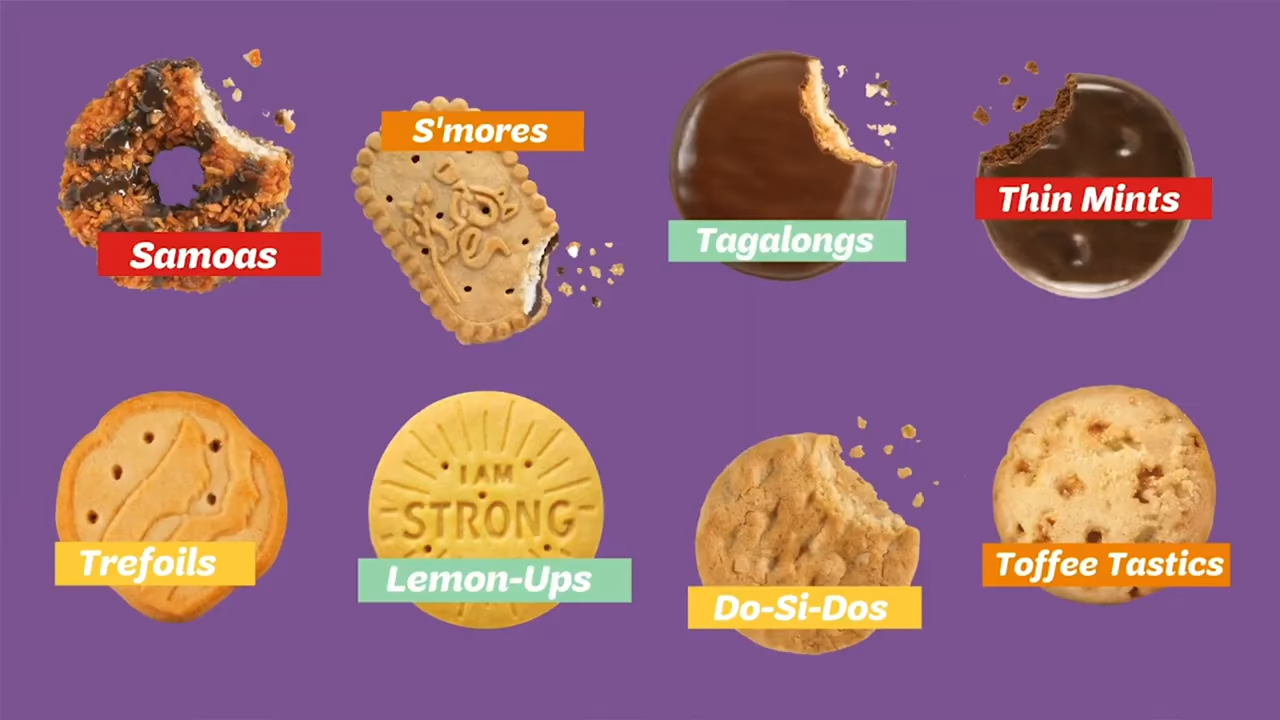 Samoas
S'mores
Tagalongs
Thin Mints
Trefoils
I AM
STRONG
Lemon-Ups
Do-Si-Dos
Toffee Tastics